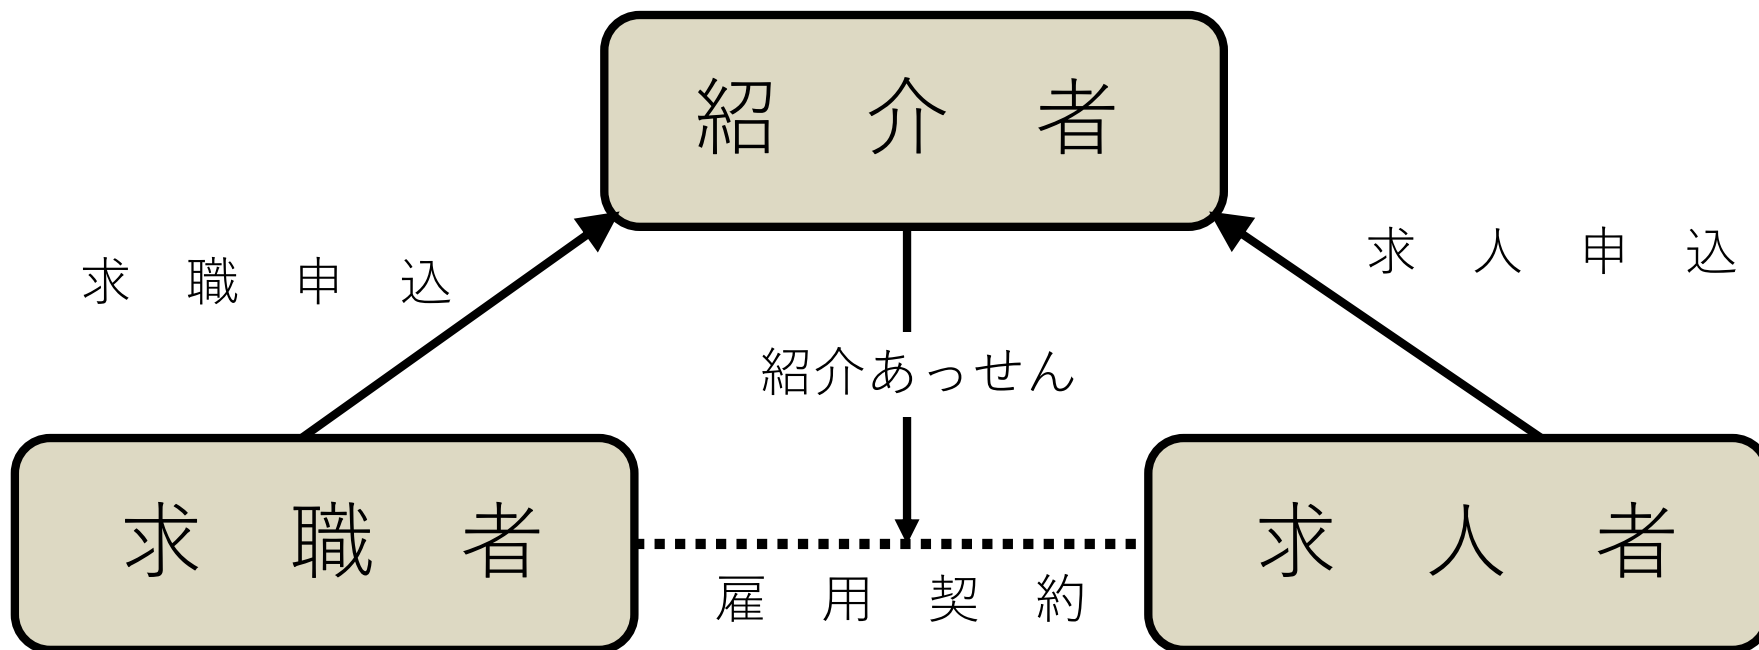 紹介者
求人申込
求職申込
紹介あっせん
求職者
求人者
雇用契約